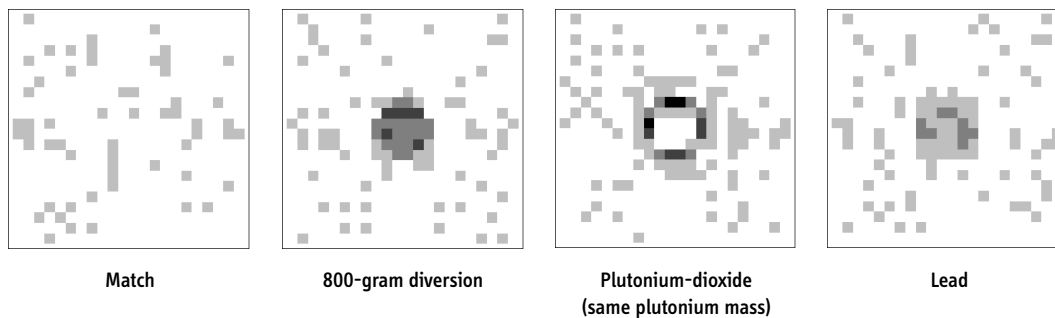 Match
800-gram diversion
Plutonium-dioxide
(same plutonium mass)
Lead